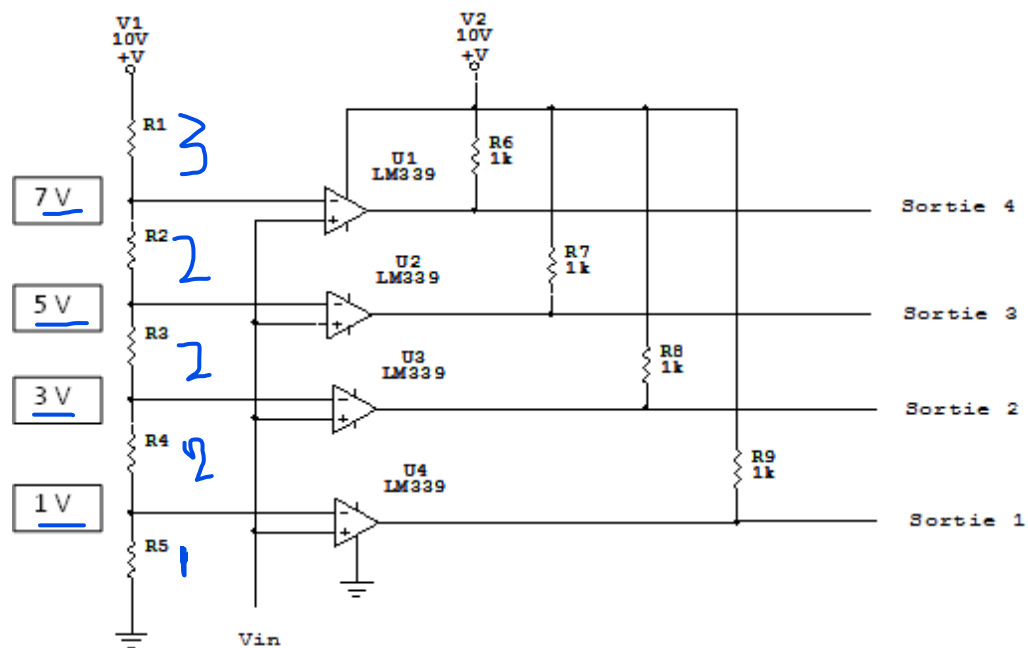 V1
10V
+V
V2
10V
+V
R1
3
R6
1k
U1
LM339
7 V
Sortie 4
R2
2
R7
1k
U2
LM339
5 V
Sortie 3
R3
2
R8
1k
U3
LM339
3 V
Sortie 2
R4
2
R9
1k
U4
LM339
1 V
Sortie 1
R5
1
Vin